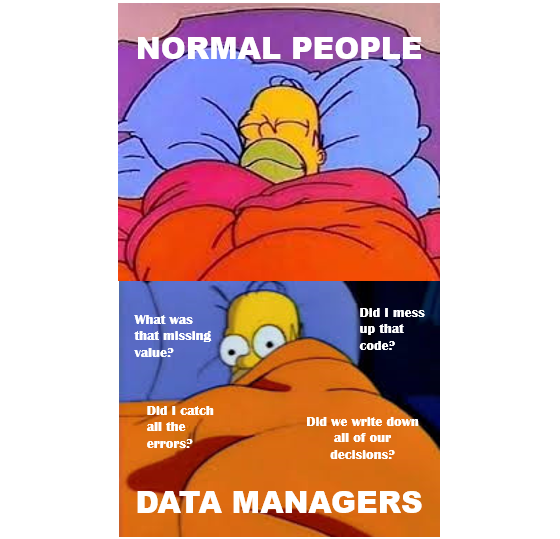 NORMAL PEOPLE
What was
that missing
value?
Did I mess
up that
code?
Did I catch
all the
errors?
Did we write down
all of our
decisions?
DATA MANAGERS